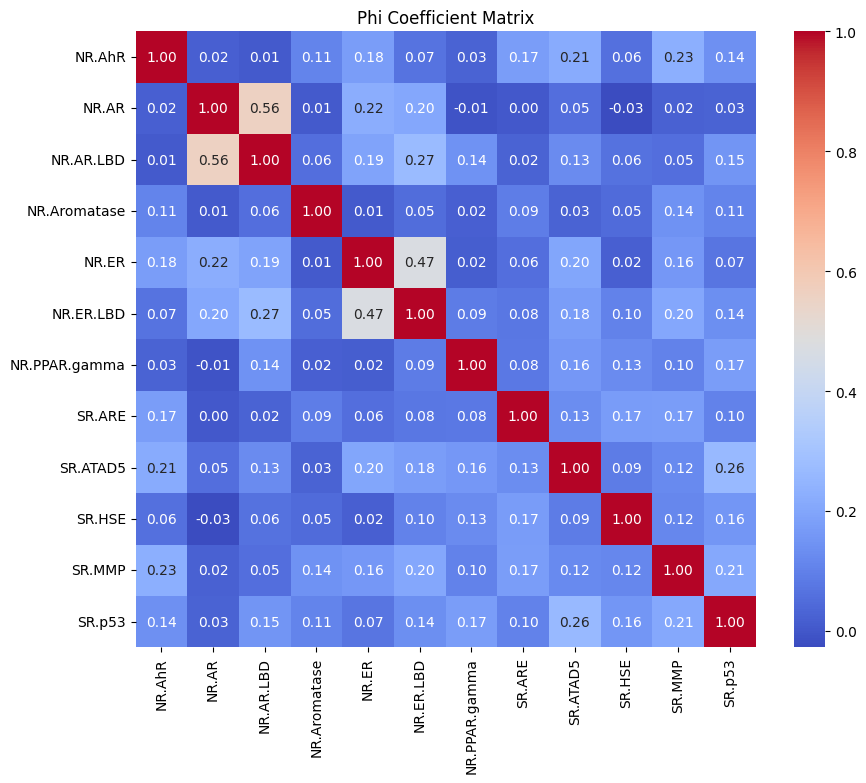 Phi Coefficient Matrix
NR.AhR 1.00 0.02 0.01 0.11 0.18 0.07 0.03 0.17 0.21 0.06 0.23 0.14
NR.AR 0.02 1.00 0.56 0.01 0.22 0.20 -0.01 0.00 0.05 -0.03 0.02 0.03
NR.AR.LBD 0.01 0.56 1.00 0.06 0.19 0.27 0.14 0.02 0.13 0.06 0.05 0.15
NR.Aromatase 0.11 0.01 0.06 1.00 0.01 0.05 0.02 0.09 0.03 0.05 0.14 0.11
NR.ER 0.18 0.22 0.19 0.01 1.00 0.47 0.02 0.06 0.20 0.02 0.16 0.07
NR.ER.LBD 0.07 0.20 0.27 0.05 0.47 1.00 0.09 0.08 0.18 0.10 0.20 0.14
NR.PPAR.gamma 0.03 -0.01 0.14 0.02 0.02 0.09 1.00 0.08 0.16 0.13 0.10 0.17
SR.ARE 0.17 0.00 0.02 0.09 0.06 0.08 0.08 1.00 0.13 0.17 0.17 0.10
SR.ATAD5 0.21 0.05 0.13 0.03 0.20 0.18 0.16 0.13 1.00 0.09 0.12 0.26
SR.HSE 0.06 -0.03 0.06 0.05 0.02 0.10 0.13 0.17 0.09 1.00 0.12 0.16
SR.MMP 0.23 0.02 0.05 0.14 0.16 0.20 0.10 0.17 0.12 0.12 1.00 0.21
SR.p53 0.14 0.03 0.15 0.11 0.07 0.14 0.17 0.10 0.26 0.16 0.21 1.00
NR.AhR
NR.AR
NR.AR.LBD
NR.Aromatase
NR.ER
NR.ER.LBD
NR.PPAR.gamma
SR.ARE
SR.ATAD5
SR.HSE
SR.MMP
SR.p53
1.0
0.8
0.6
0.4
0.2
0.0